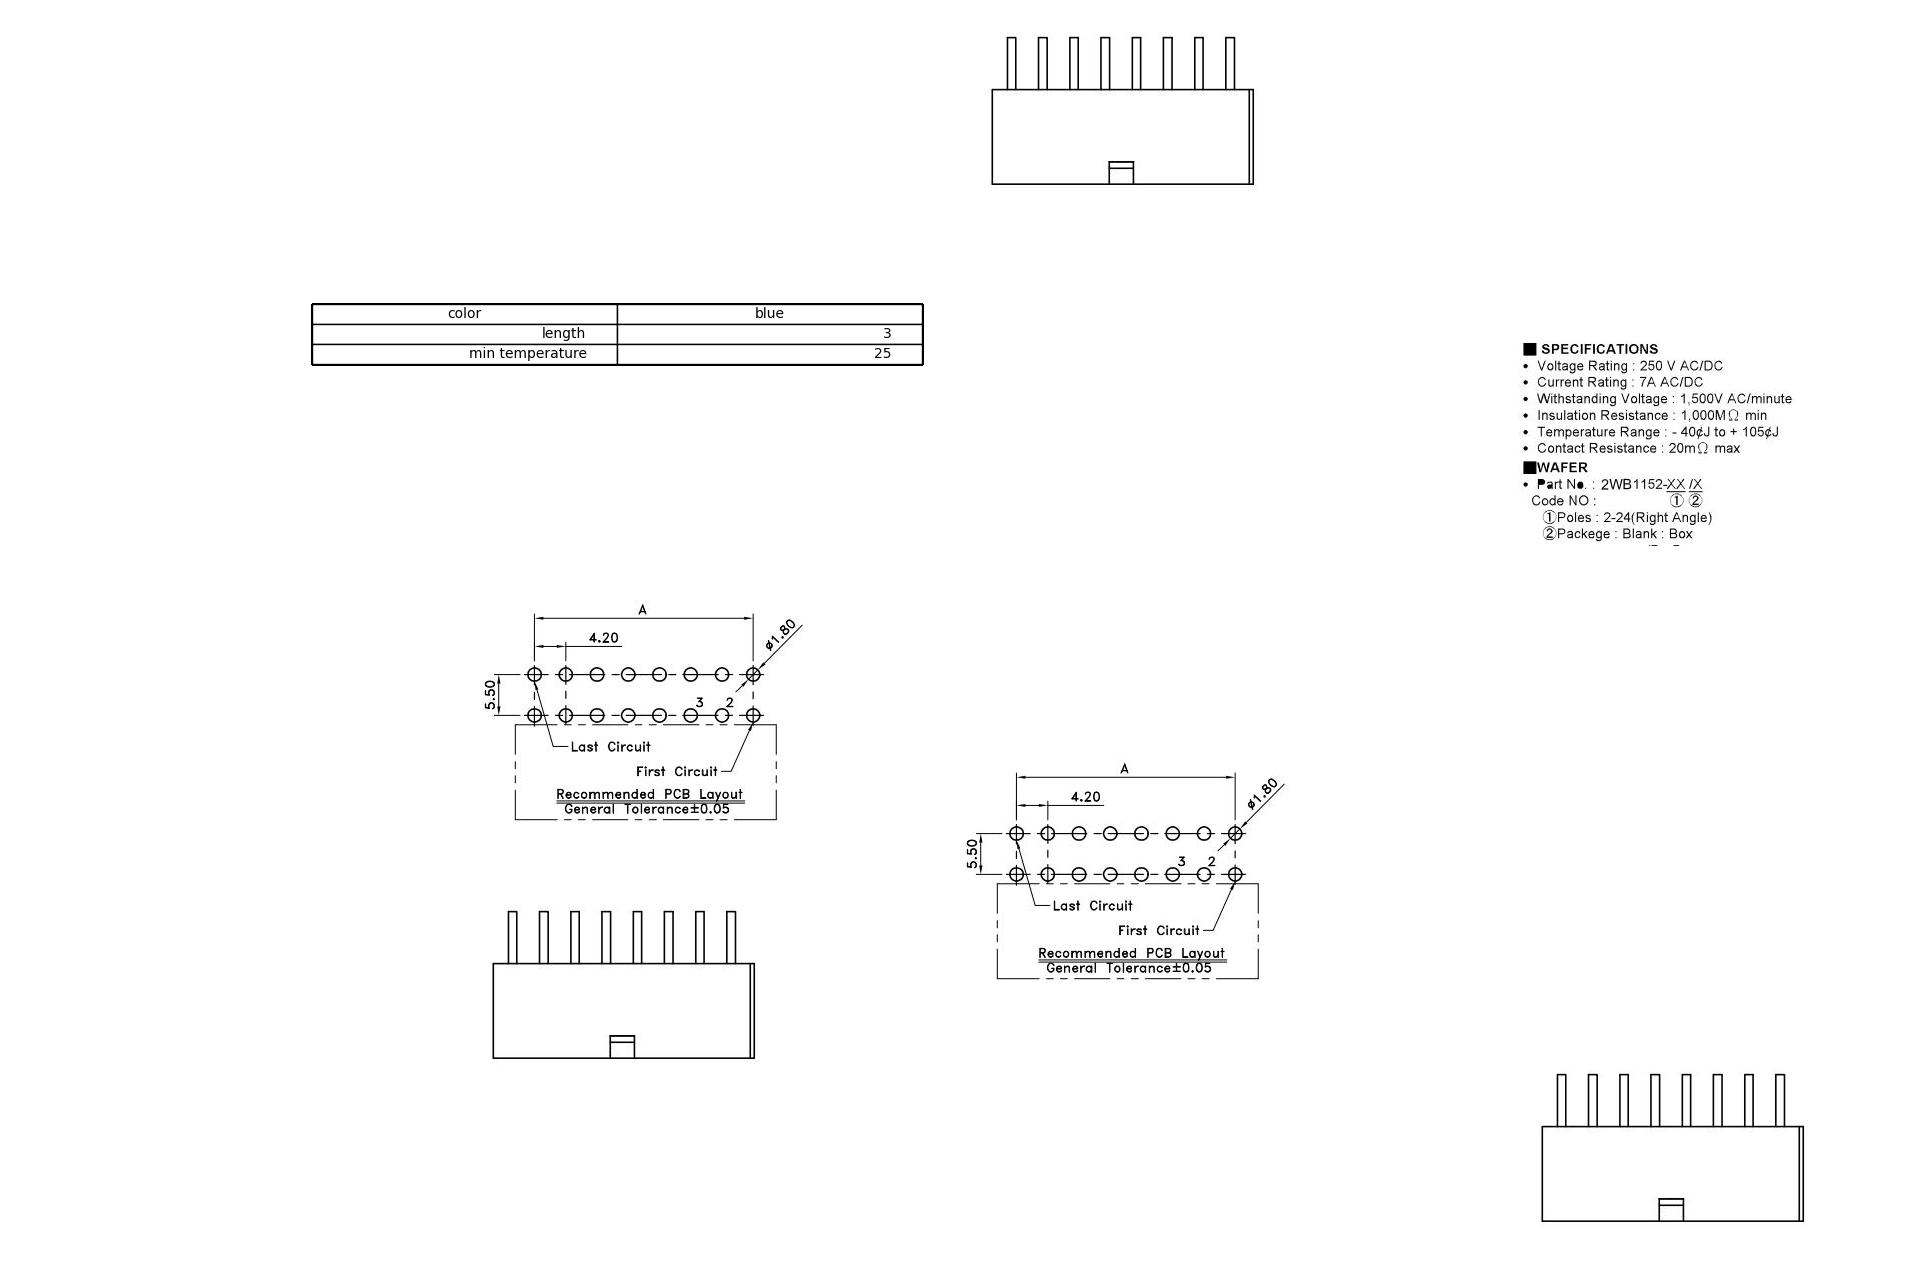 color blue
length 3
min temperature 25
■ SPECIFICATIONS
• Voltage Rating : 250 V AC/DC
• Current Rating : 7A AC/DC
• Withstanding Voltage : 1,500V AC/minute
• Insulation Resistance : 1,000MΩ min
• Temperature Range : - 40¢J to + 105¢J
• Contact Resistance : 20mΩ max
■WAFER
• Part No. : 2WB1152-XX /X
Code NO : ① ②
①Poles : 2-24(Right Angle)
②Packege : Blank : Box
A
4.20
ø1.80
5.50
3 2
Last Circuit
First Circuit
Recommended PCB Layout
General Tolerance±0.05
A
4.20
ø1.80
5.50
3 2
Last Circuit
First Circuit
Recommended PCB Layout
General Tolerance±0.05